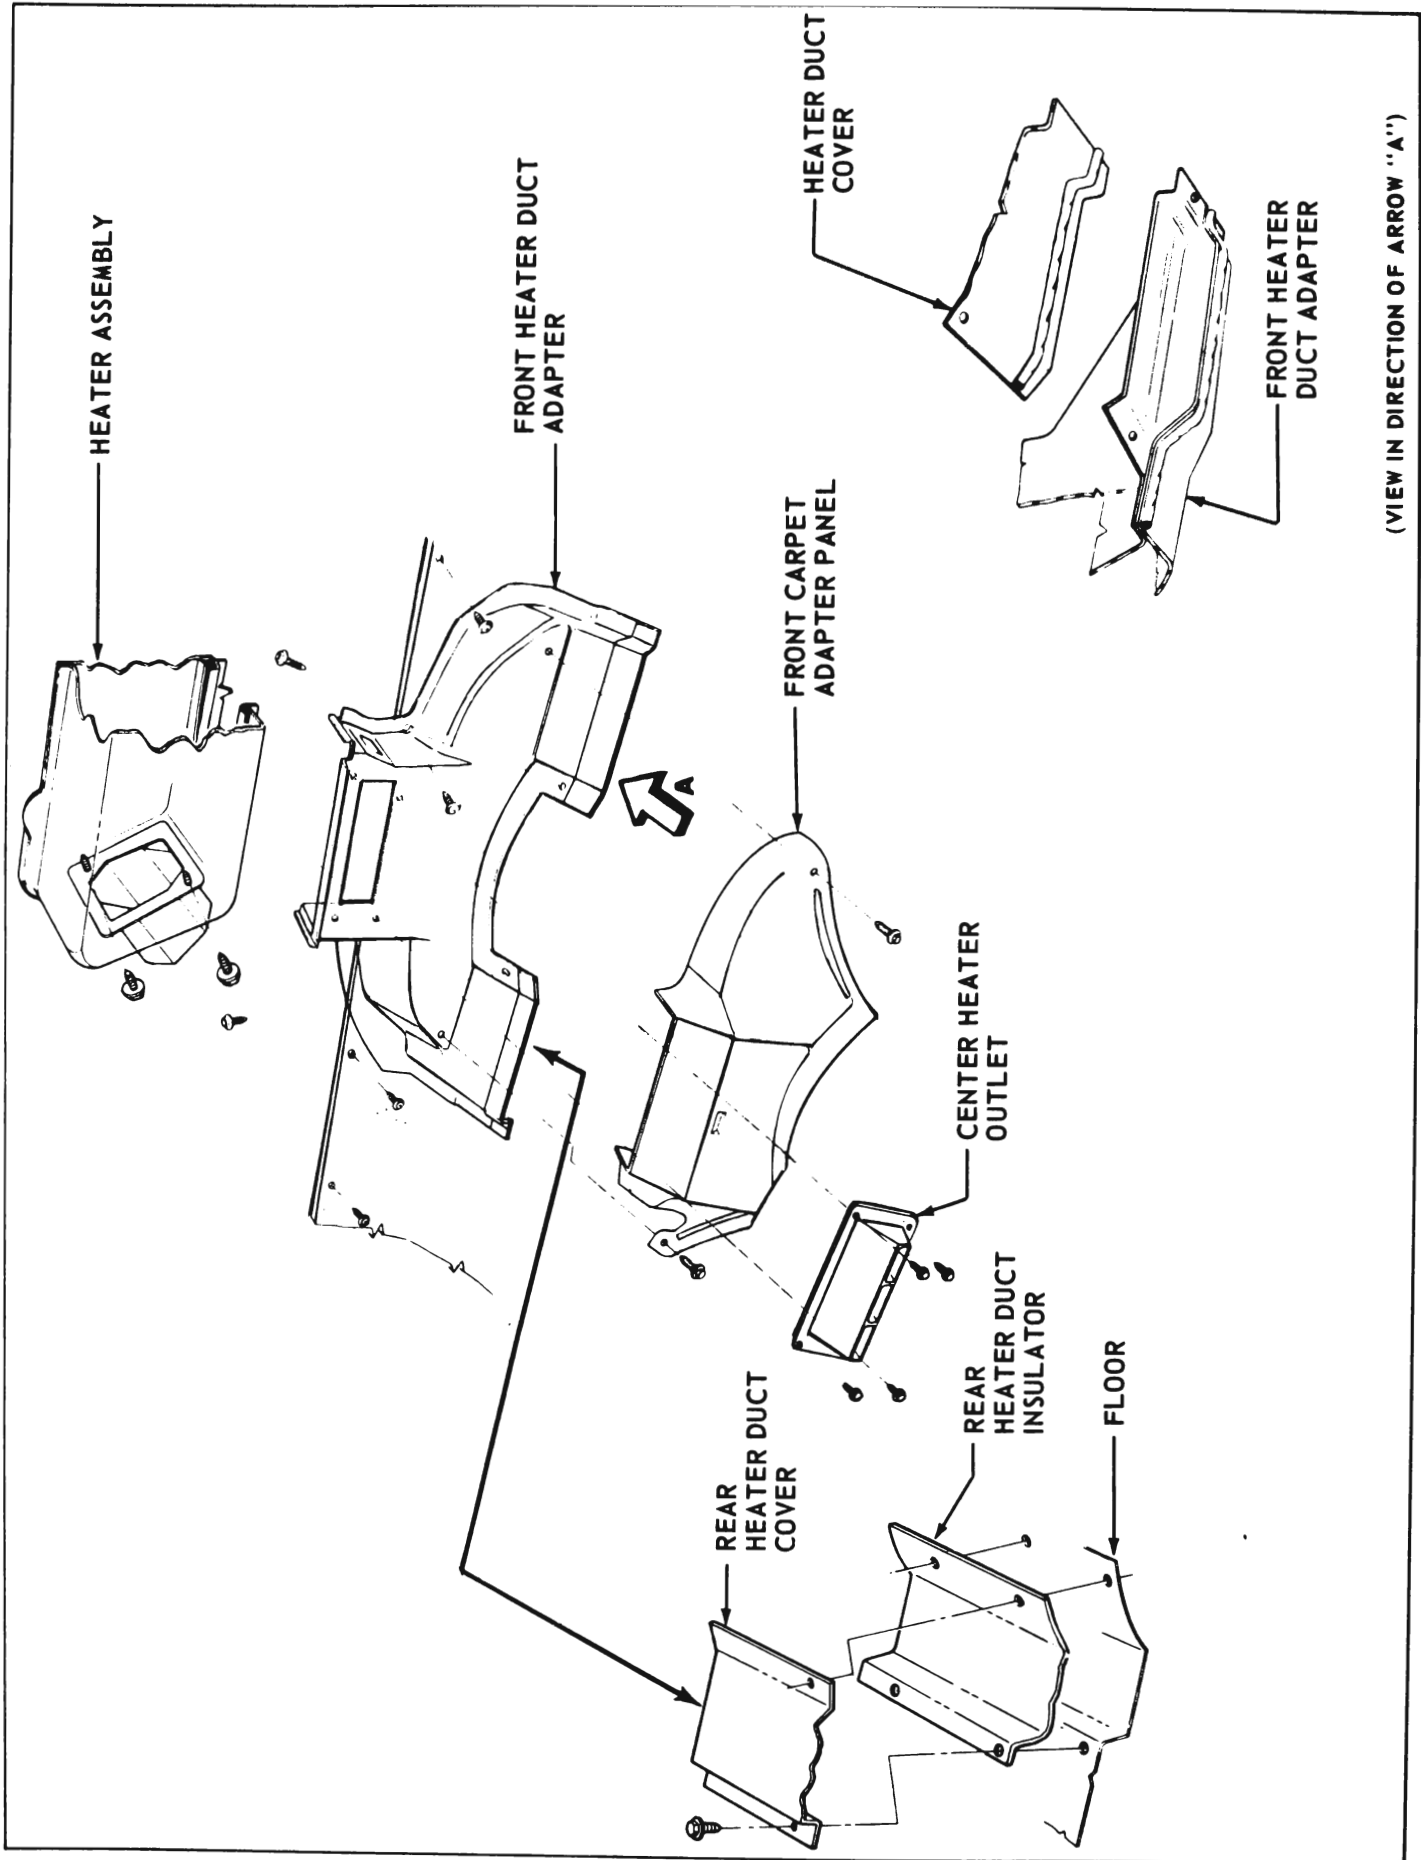 HEATER ASSEMBLY
FRONT HEATER DUCT
ADAPTER
HEATER DUCT
COVER
FRONT CARPET
ADAPTER PANEL
FRONT HEATER
DUCT ADAPTER
A
CENTER HEATER
OUTLET
REAR
HEATER DUCT
COVER
REAR
HEATER DUCT
INSULATOR
FLOOR
(VIEW IN DIRECTION OF ARROW "A")